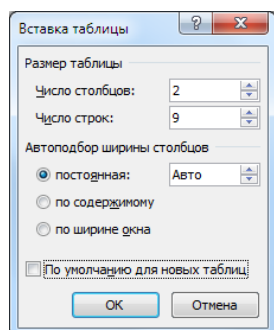 Вставка таблицы
Размер таблицы
Число столбцов: 2
Число строк: 9
Автоподбор ширины столбцов
постоянная: Авто
по содержимому
по ширине окна
По умолчанию для новых таблиц
ОК Отмена